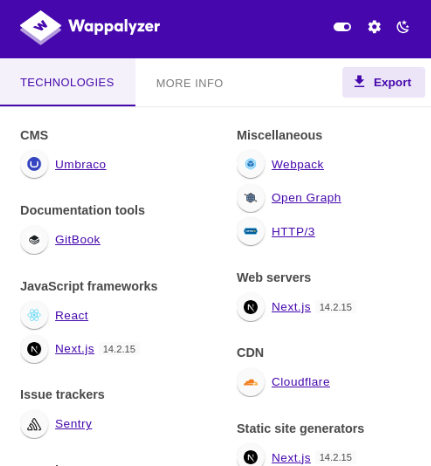 Wappalyzer
TECHNOLOGIES
MORE INFO
Export
CMS
Umbraco
Documentation tools
GitBook
JavaScript frameworks
React
Next.js 14.2.15
Issue trackers
Sentry
Miscellaneous
Webpack
Open Graph
HTTP/3
Web servers
Next.js 14.2.15
CDN
Cloudflare
Static site generators
Next.js 14.2.15